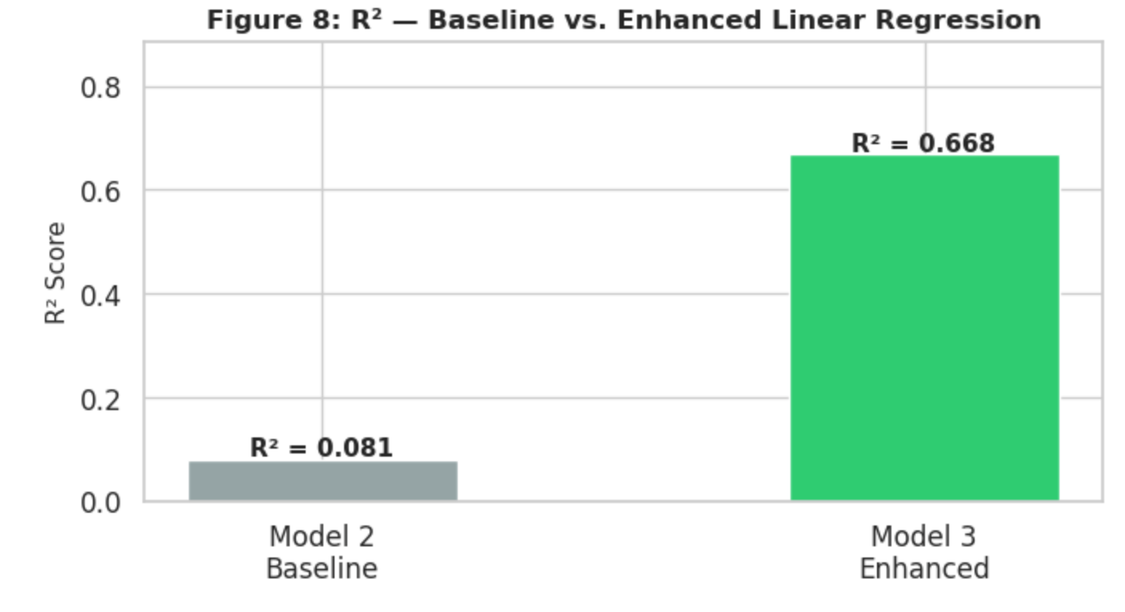 Figure 8: R² — Baseline vs. Enhanced Linear Regression
R² Score
0.8
0.6
0.4
0.2
0.0
R² = 0.081
R² = 0.668
Model 2
Baseline
Model 3
Enhanced